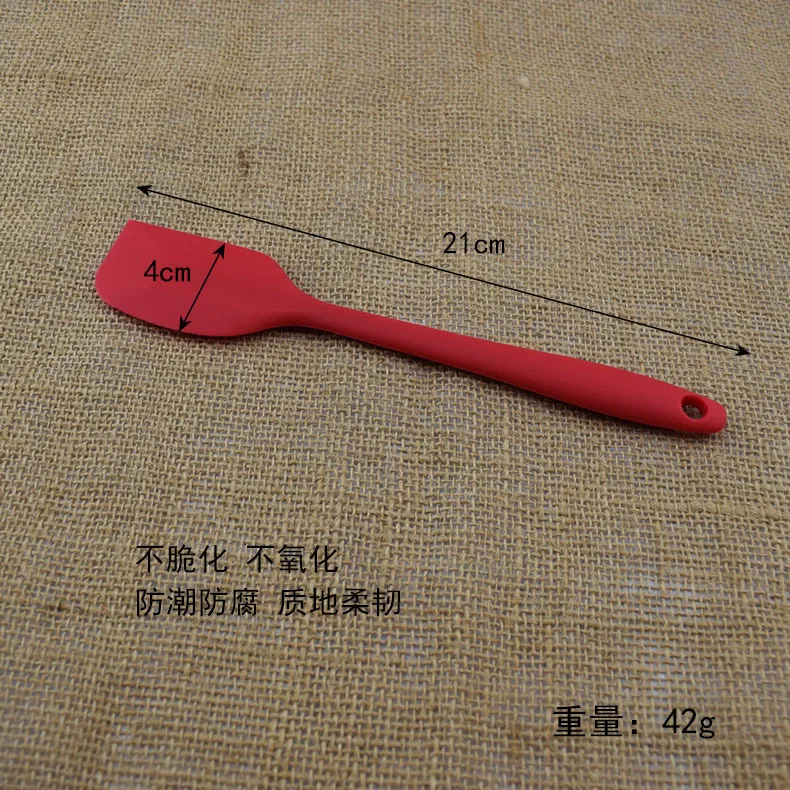 21cm
4cm
不脆化 不氧化
防潮防腐 质地柔韧
重量：42g